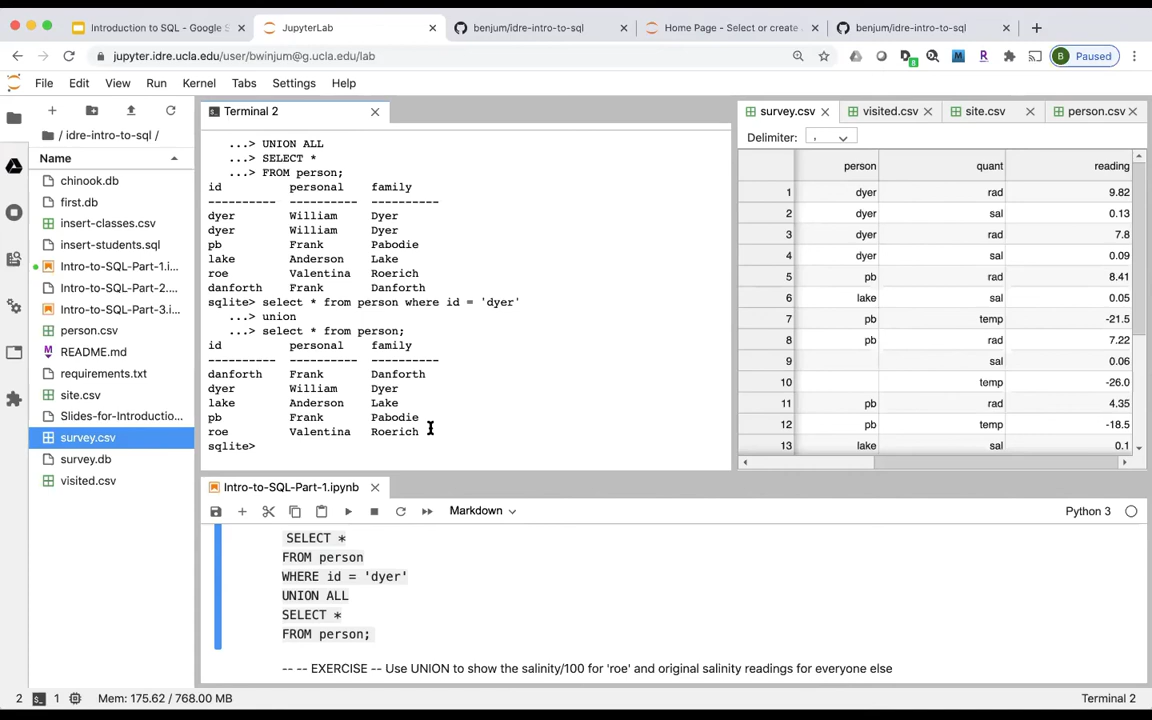 Introduction to SQL - Google S
JupyterLab
benjum/idre-intro-to-sql
Home Page - Select or create
benjum/idre-intro-to-sql
jupyter.idre.ucla.edu/user/bwinjum@g.ucla.edu/lab
8
M
R
B
Paused
File Edit View Run Kernel Tabs Settings Help
/ idre-intro-to-sql /
Name
chinook.db
first.db
insert-classes.csv
insert-students.sql
Intro-to-SQL-Part-1.i...
Intro-to-SQL-Part-2....
Intro-to-SQL-Part-3.i...
person.csv
README.md
requirements.txt
site.csv
Slides-for-Introductio...
survey.csv
survey.db
visited.csv
Terminal 2
...> UNION ALL
...> SELECT *
...> FROM person;
id personal family
---------- ---------- ----------
dyer William Dyer
dyer William Dyer
pb Frank Pabodie
lake Anderson Lake
roe Valentina Roerich
danforth Frank Danforth
sqlite> select * from person where id = 'dyer'
...> union
...> select * from person;
id personal family
---------- ---------- ----------
danforth Frank Danforth
dyer William Dyer
lake Anderson Lake
pb Frank Pabodie
roe Valentina Roerich
sqlite>
survey.csv visited.csv site.csv person.csv
Delimiter: ,
person quant reading
1 dyer rad 9.82
2 dyer sal 0.13
3 dyer rad 7.8
4 dyer sal 0.09
5 pb rad 8.41
6 lake sal 0.05
7 pb temp -21.5
8 pb rad 7.22
9 sal 0.06
10 temp -26.0
11 pb rad 4.35
12 pb temp -18.5
13 lake sal 0.1
Intro-to-SQL-Part-1.ipynb
Markdown
Python 3
SELECT *
FROM person
WHERE id = 'dyer'
UNION ALL
SELECT *
FROM person;
-- -- EXERCISE -- Use UNION to show the salinity/100 for 'roe' and original salinity readings for everyone else
2 1 Mem: 175.62 / 768.00 MB
Terminal 2